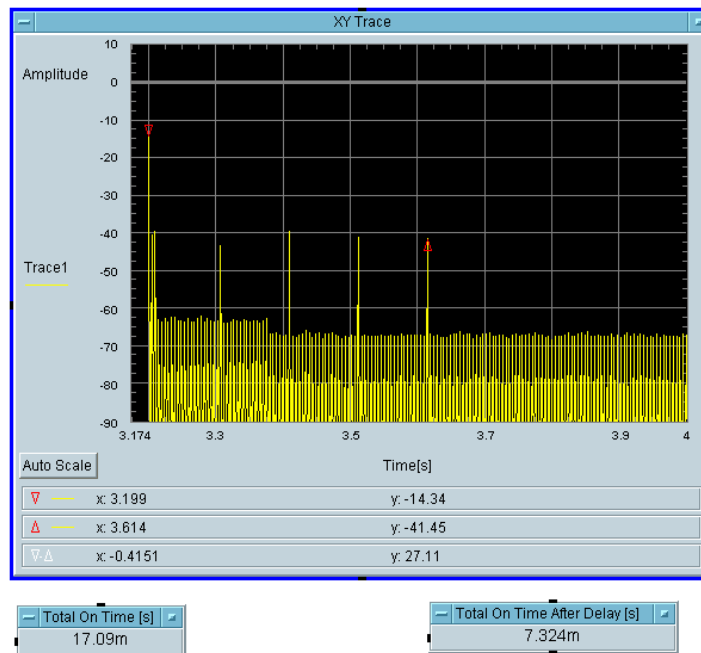 XY Trace
Amplitude
Trace1
10
0
-10
-20
-30
-40
-50
-60
-70
-80
-90
3.174 3.3 3.5 3.7 3.9 4
Auto Scale Time[s]
x: 3.199 y: -14.34
x: 3.614 y: -41.45
x: -0.4151 y: 27.11
Total On Time [s]
17.09m
Total On Time After Delay [s]
7.324m